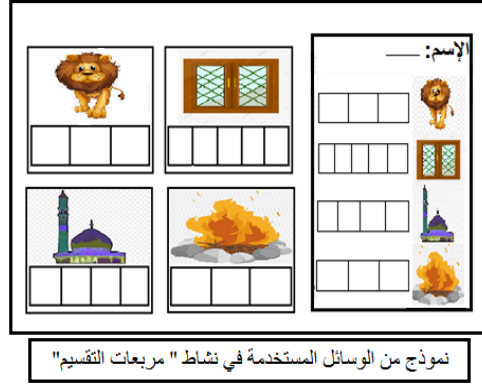 الإسم: ____
نموذج من الوسائل المستخدمة في نشاط " مربعات التقسيم"